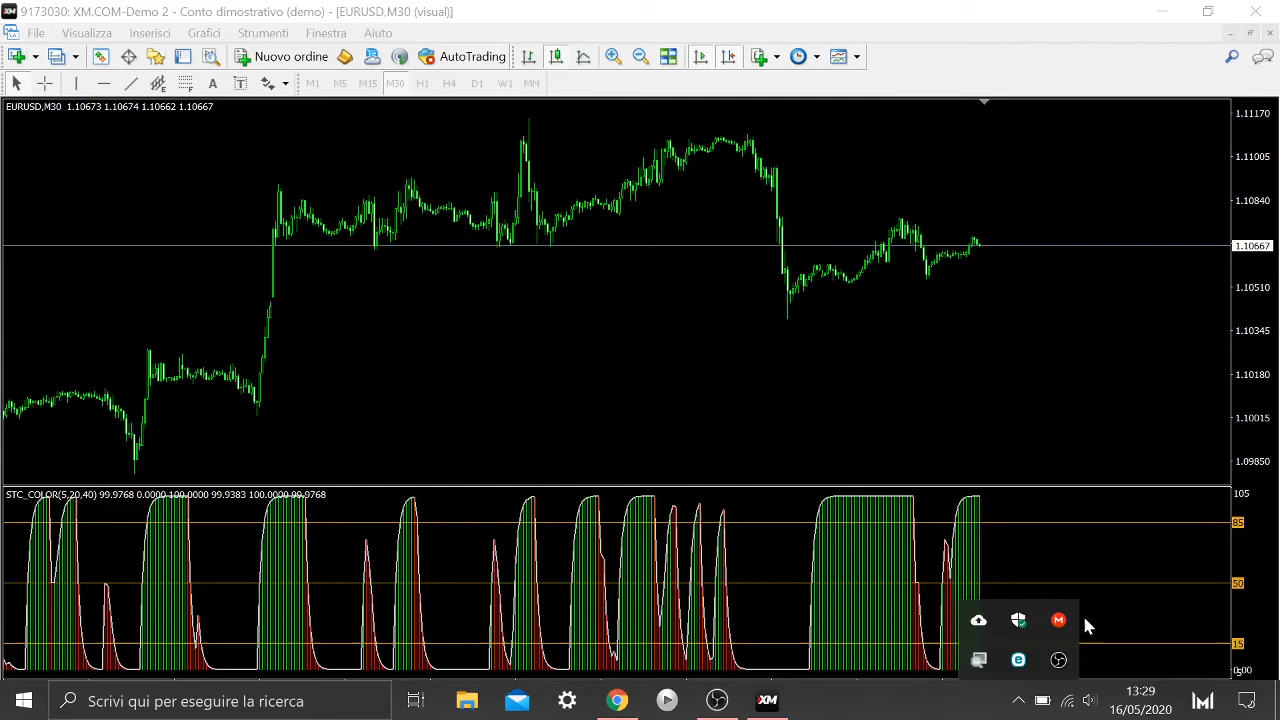 9173030: XM.COM-Demo 2 - Conto dimostrativo (demo) - [EURUSD,M30 (visual)]
File Visualizza Inserisci Grafici Strumenti Finestra Aiuto
Nuovo ordine AutoTrading
A T M1 M5 M15 M30 H1 H4 D1 W1 MN
EURUSD,M30 1.10673 1.10674 1.10662 1.10667
1.11170
1.11005
1.10840
1.10667
1.10510
1.10345
1.10180
1.10015
1.09850
STC_COLOR(5,20,40) 99.9768 0.0000 100.0000 99.9383 100.0000 99.9768
105
85
50
15
Scrivi qui per eseguire la ricerca
XM
13:29
16/05/2020